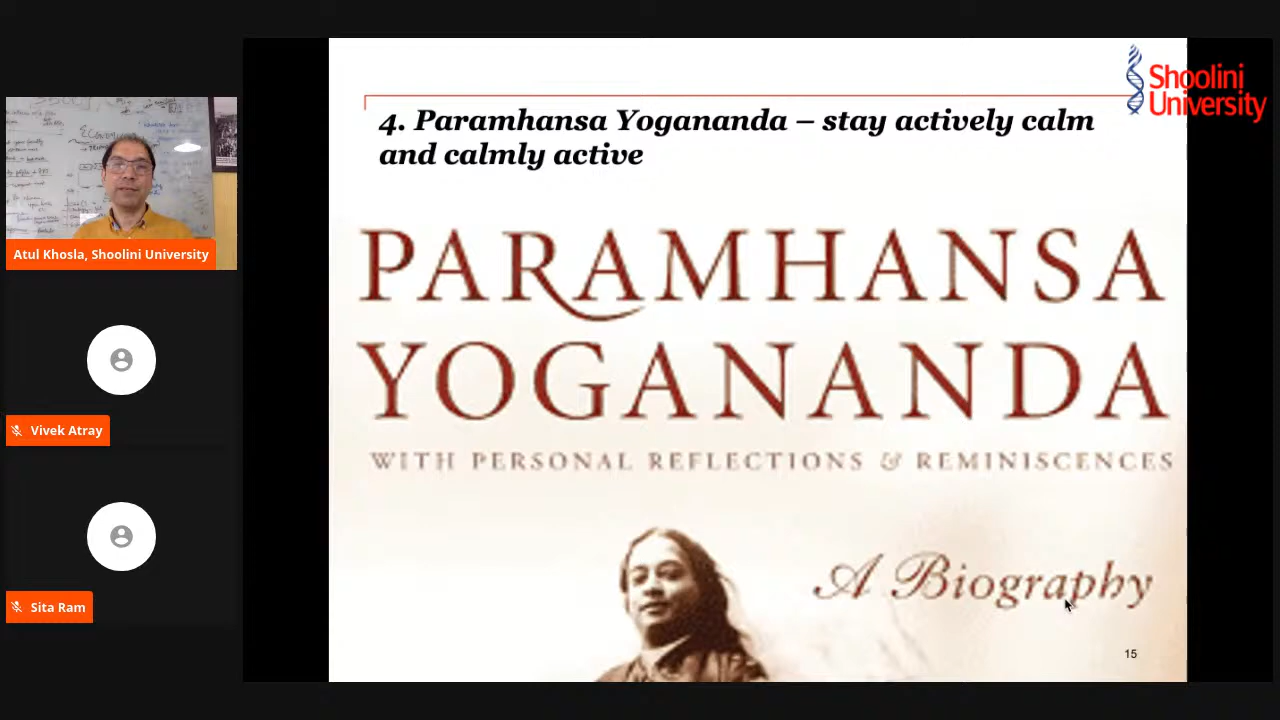 4. Paramhansa Yogananda – stay actively calm
and calmly active
Shoolini
University
PARAMHANSA
YOGANANDA
WITH PERSONAL REFLECTIONS & REMINISCENCES
A Biography
15
Atul Khosla, Shoolini University
Vivek Atray
Sita Ram